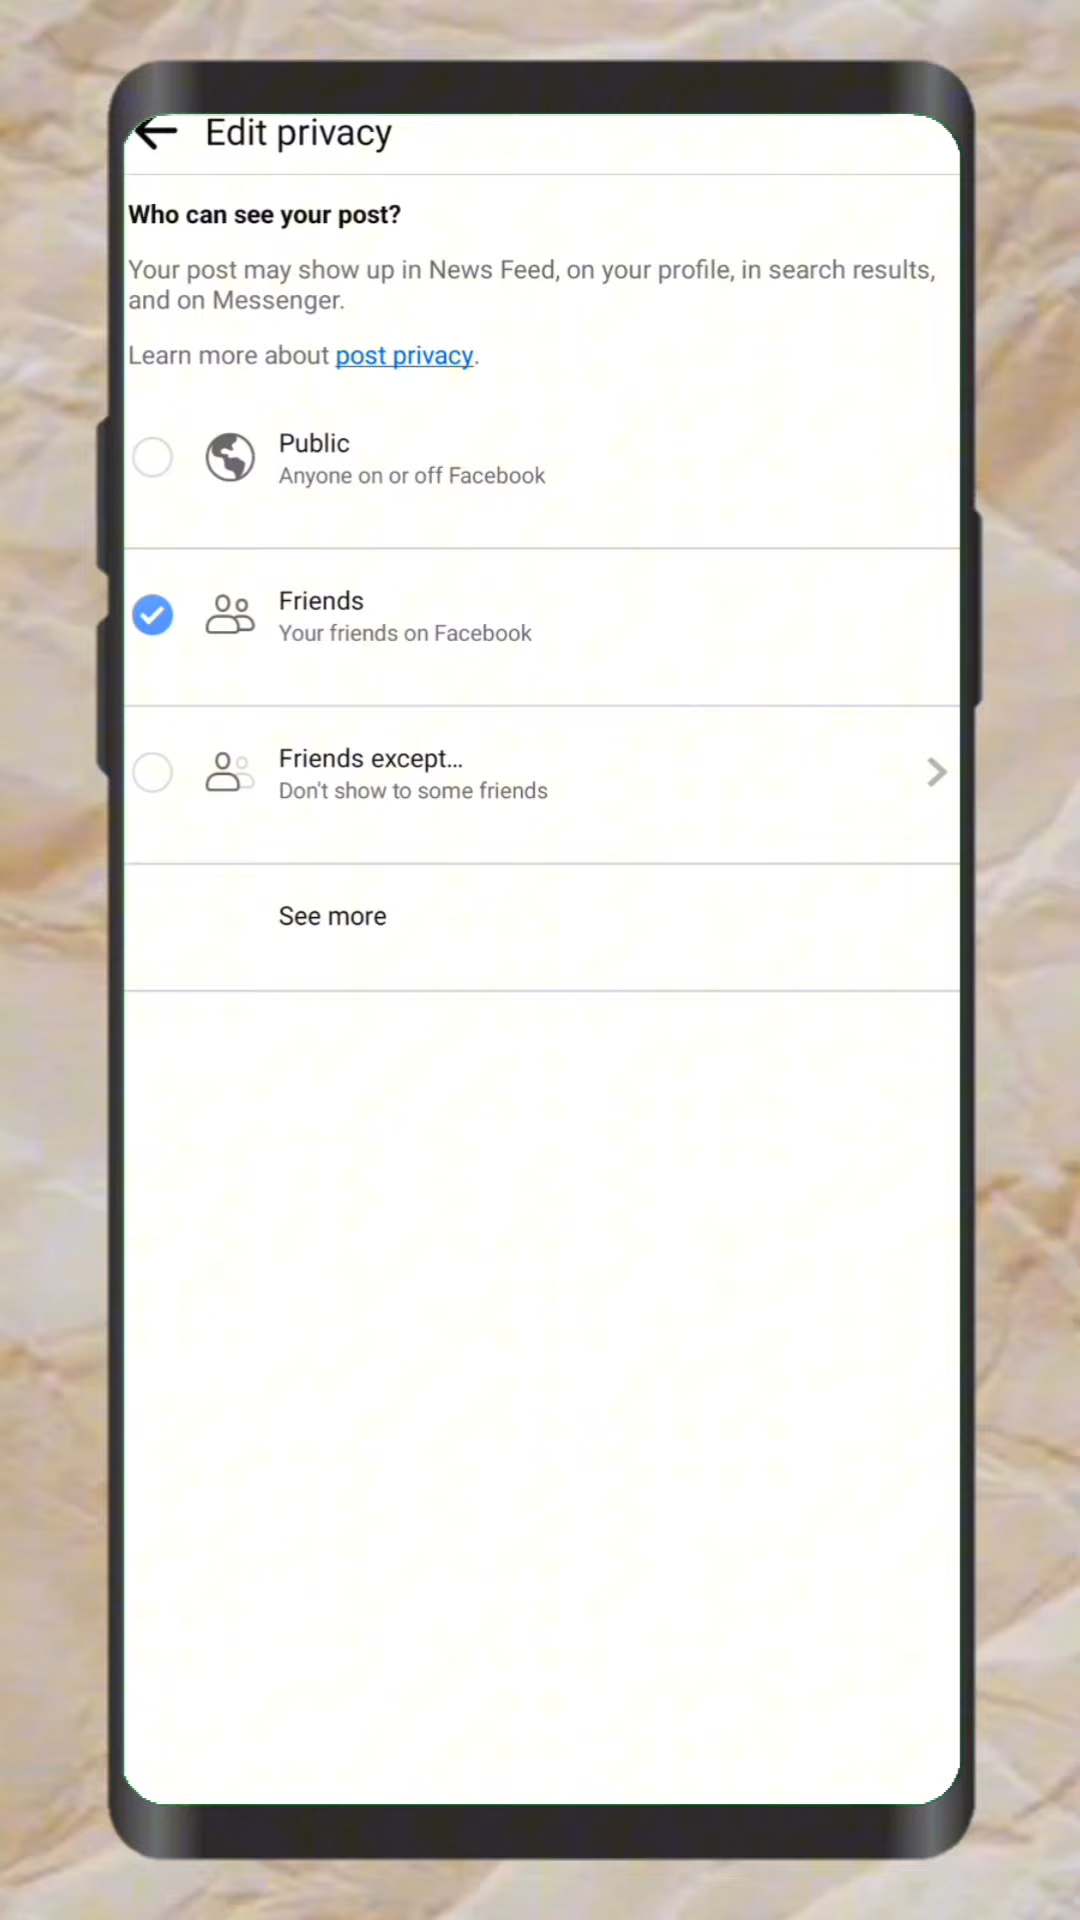 Edit privacy
Who can see your post?
Your post may show up in News Feed, on your profile, in search results,
and on Messenger.
Learn more about post privacy.
Public
Anyone on or off Facebook
Friends
Your friends on Facebook
Friends except...
Don't show to some friends
See more